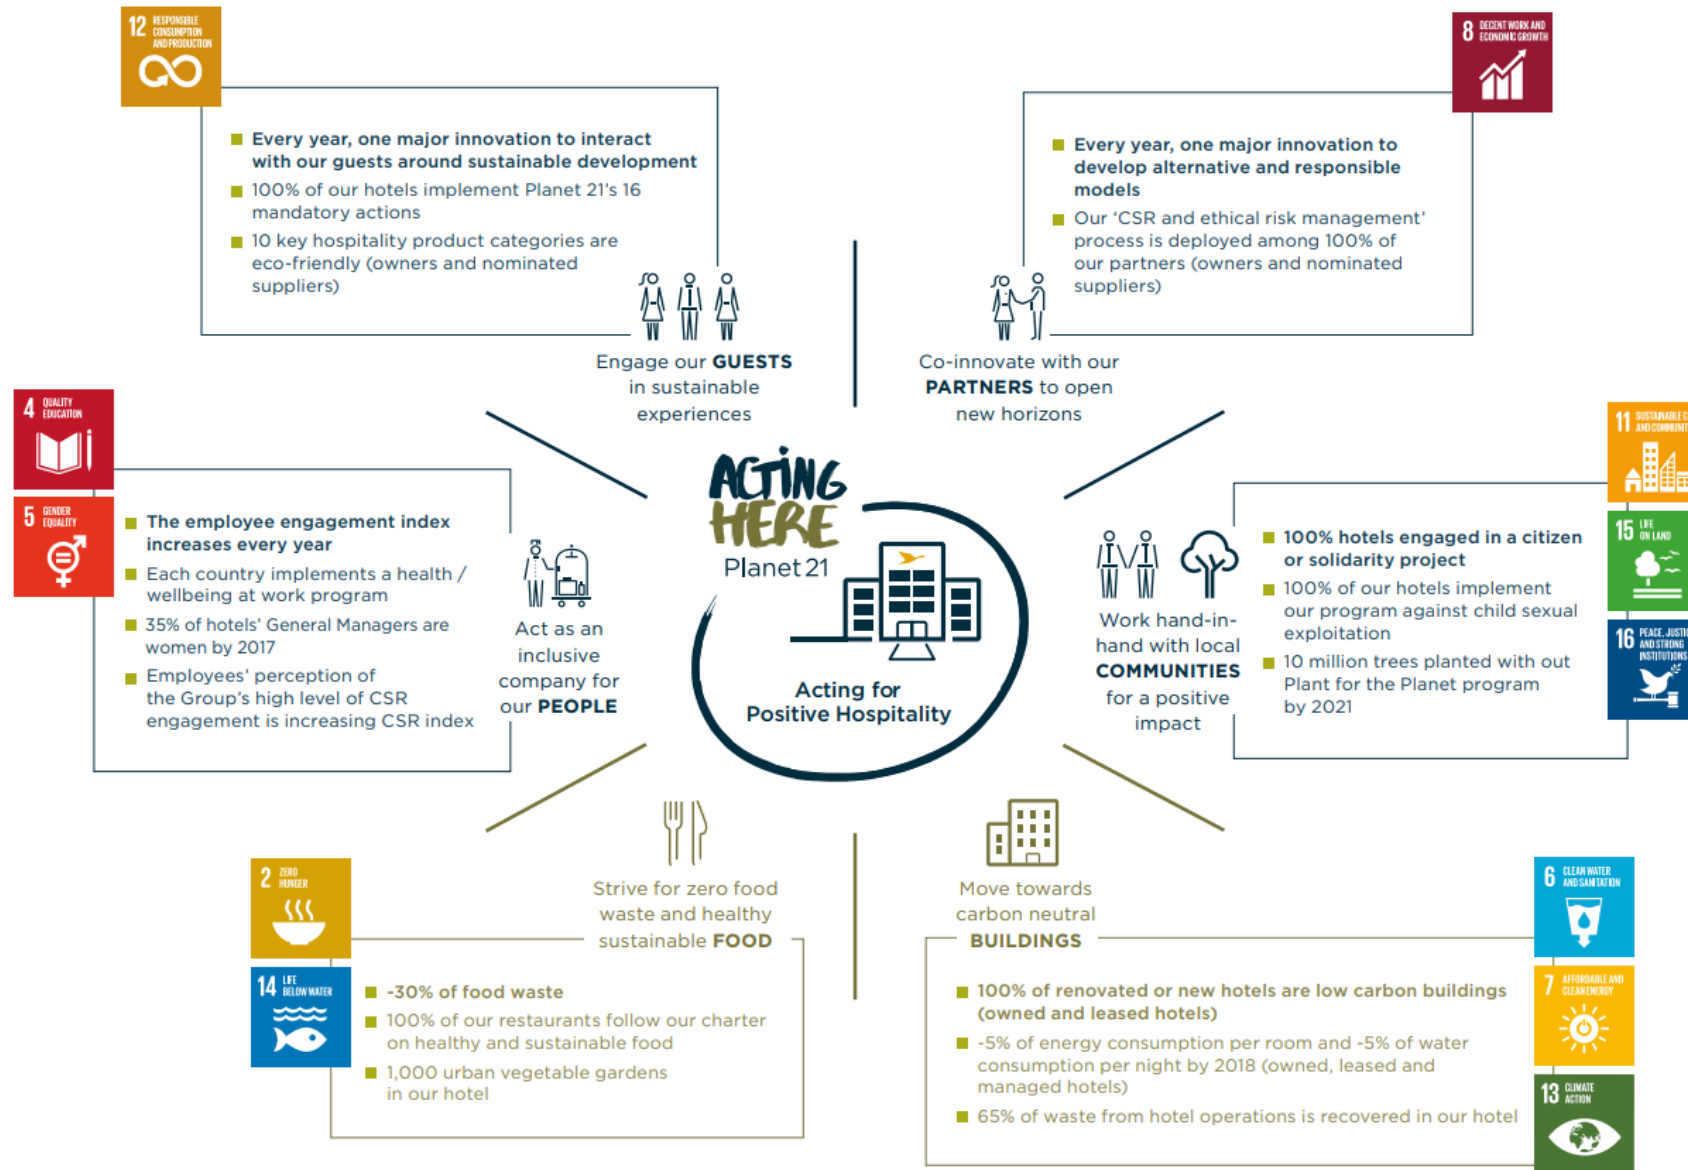 12 RESPONSIBLE
CONSUMPTION
AND PRODUCTION
Every year, one major innovation to interact
with our guests around sustainable development
100% of our hotels implement Planet 21's 16
mandatory actions
10 key hospitality product categories are
eco-friendly (owners and nominated
suppliers)
Engage our GUESTS
in sustainable
experiences
8 DECENT WORK AND
ECONOMIC GROWTH
Every year, one major innovation to
develop alternative and responsible
models
Our ‘CSR and ethical risk management’
process is deployed among 100% of
our partners (owners and nominated
suppliers)
Co-innovate with our
PARTNERS to open
new horizons
4 QUALITY
EDUCATION
5 GENDER
EQUALITY
The employee engagement index
increases every year
Each country implements a health /
wellbeing at work program
35% of hotels' General Managers are
women by 2017
Employees' perception of
the Group's high level of CSR
engagement is increasing CSR index
Act as an
inclusive
company for
our PEOPLE
ACTING
HERE
Planet 21
Acting for
Positive Hospitality
Work hand-in-
hand with local
COMMUNITIES
for a positive
impact
11 SUSTAINABLE C
AND COMMUNIT
15 LIFE
ON LAND
16 PEACE, JUSTI
AND STRONG
INSTITUTIONS
100% hotels engaged in a citizen
or solidarity project
100% of our hotels implement
our program against child sexual
exploitation
10 million trees planted with out
Plant for the Planet program
by 2021
2 ZERO
HUNGER
14 LIFE
BELOW WATER
Strive for zero food
waste and healthy
sustainable FOOD
-30% of food waste
100% of our restaurants follow our charter
on healthy and sustainable food
1,000 urban vegetable gardens
in our hotel
Move towards
carbon neutral
BUILDINGS
6 CLEAN WATER
AND SANITATION
7 AFFORDABLE AND
CLEAN ENERGY
13 CLIMATE
ACTION
100% of renovated or new hotels are low carbon buildings
(owned and leased hotels)
-5% of energy consumption per room and -5% of water
consumption per night by 2018 (owned, leased and
managed hotels)
65% of waste from hotel operations is recovered in our hotel